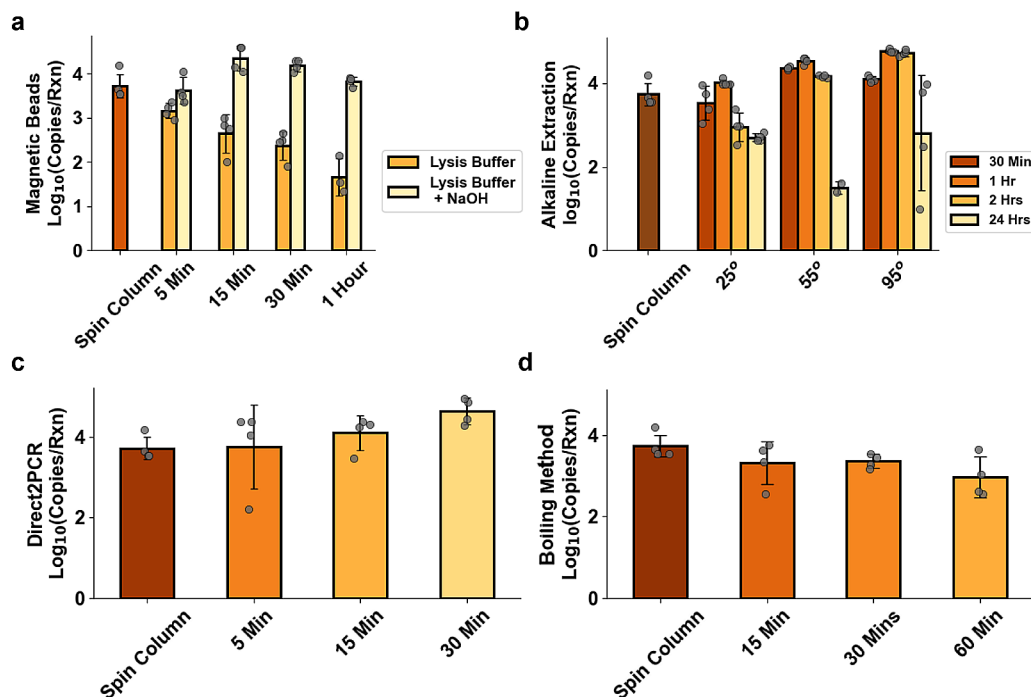 a
Magnetic Beads
Log₁₀(Copies/Rxn)
4
3
2
1
0
Spin Column
5 Min
15 Min
30 Min
1 Hour
Lysis Buffer
Lysis Buffer
+ NaOH
b
Alkaline Extraction
log₁₀(Copies/Rxn)
4
2
0
Spin Column
25º
55º
95º
30 Min
1 Hr
2 Hrs
24 Hrs
c
Direct2PCR
Log₁₀(Copies/Rxn)
4
2
0
Spin Column
5 Min
15 Min
30 Min
d
Boiling Method
Log₁₀(Copies/Rxn)
4
2
0
Spin Column
15 Min
30 Mins
60 Min